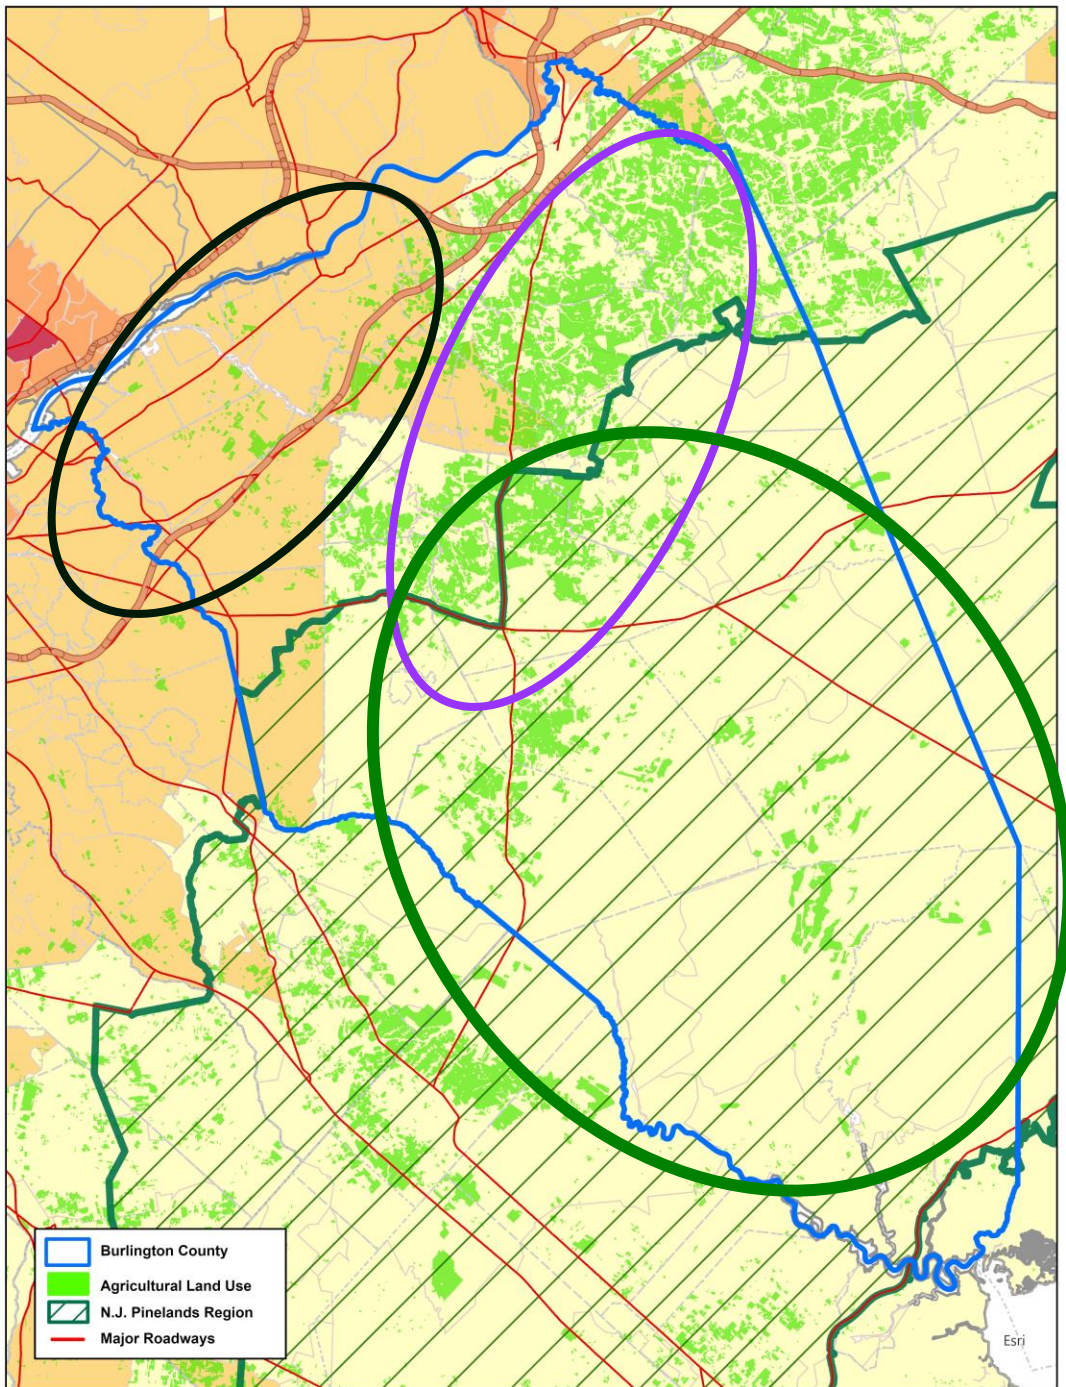 Burlington County
Agricultural Land Use
N.J. Pinelands Region
Major Roadways
Esri